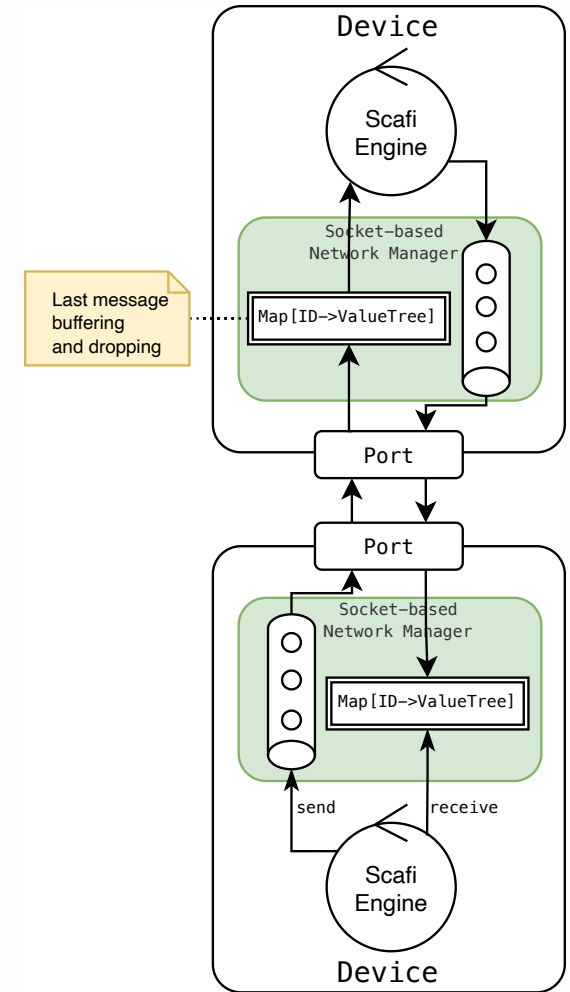 Device
Scafi
Engine
Socket-based
Network Manager
Last message
buffering
and dropping
Map[ID->ValueTree]
Port
Port
Socket-based
Network Manager
Map[ID->ValueTree]
send
receive
Scafi
Engine
Device